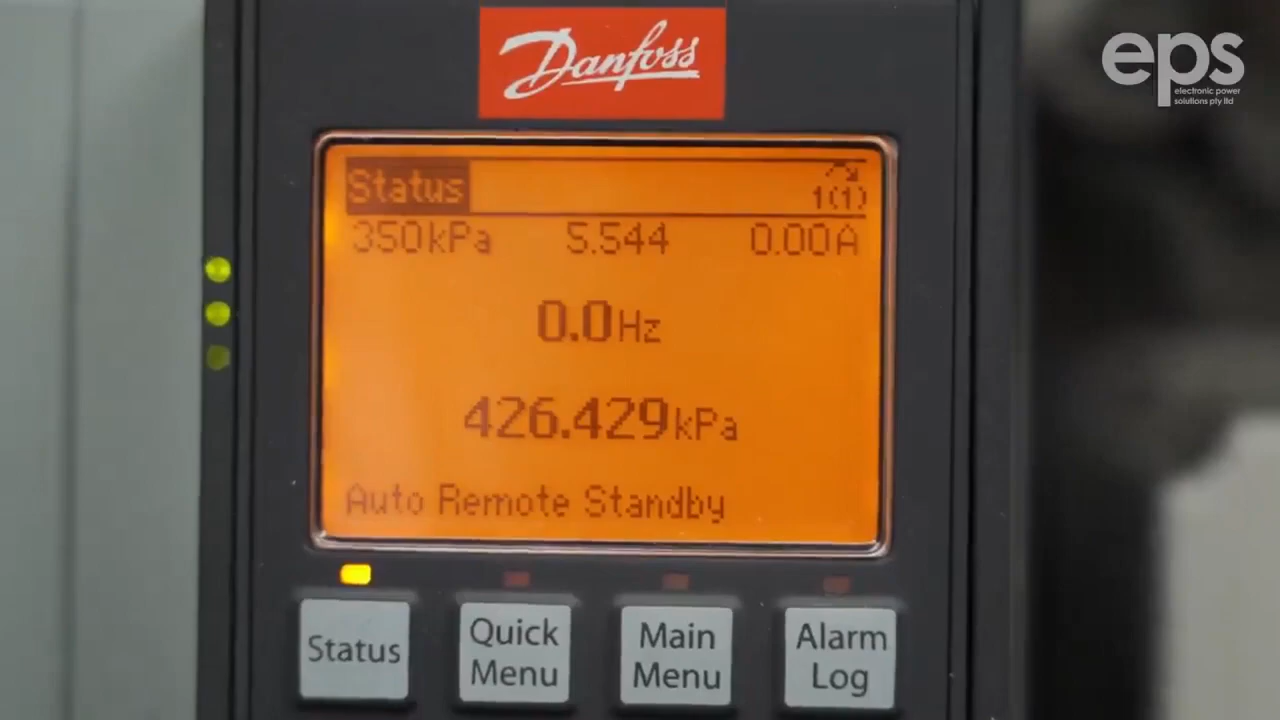 Danfoss
eps
electronic power
solutions pty ltd
Status
1(1)
350kPa 5.544 0.00A
0.0Hz
426.429kPa
Auto Remote Standby
Status
Quick
Menu
Main
Menu
Alarm
Log